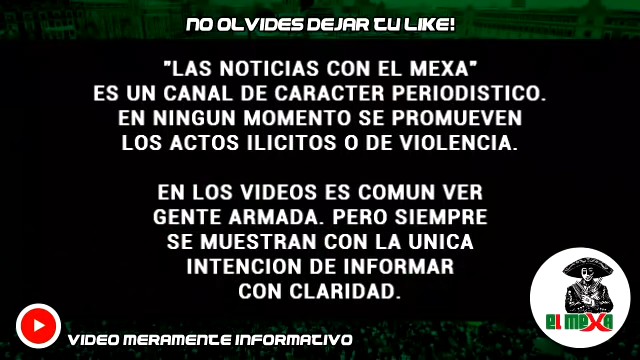 NO OLVIDES DEJAR TU LIKE!
"LAS NOTICIAS CON EL MEXA"
ES UN CANAL DE CARACTER PERIODISTICO.
EN NINGUN MOMENTO SE PROMUEVEN
LOS ACTOS ILICITOS O DE VIOLENCIA.
EN LOS VIDEOS ES COMUN VER
GENTE ARMADA. PERO SIEMPRE
SE MUESTRAN CON LA UNICA
INTENCION DE INFORMAR
CON CLARIDAD.
EL MEXA
VIDEO MERAMENTE INFORMATIVO